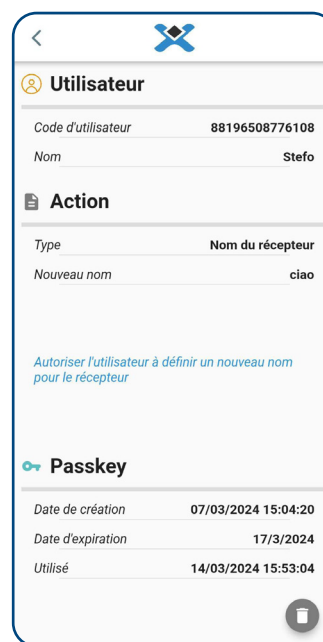 Utilisateur
Code d'utilisateur 88196508776108
Nom Stefo
Action
Type Nom du récepteur
Nouveau nom ciao
Autoriser l'utilisateur à définir un nouveau nom
pour le récepteur
Passkey
Date de création 07/03/2024 15:04:20
Date d'expiration 17/3/2024
Utilisé 14/03/2024 15:53:04